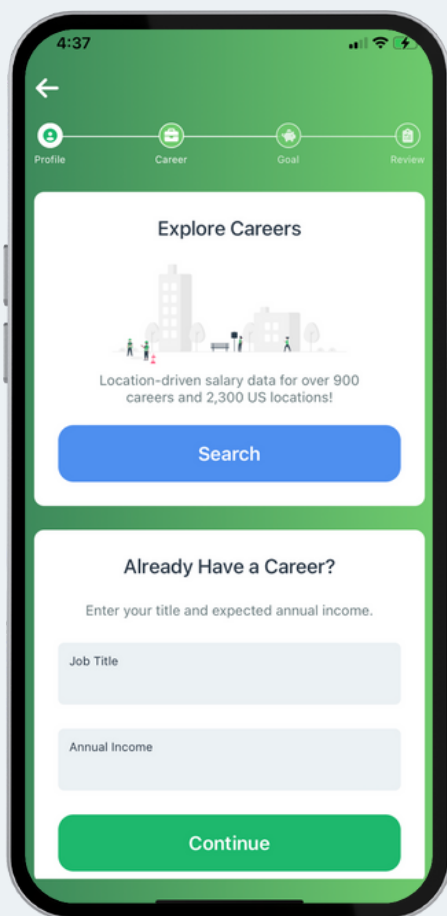 4:37
Profile Career Goal Review
Explore Careers
Location-driven salary data for over 900
careers and 2,300 US locations!
Search
Already Have a Career?
Enter your title and expected annual income.
Job Title
Annual Income
Continue